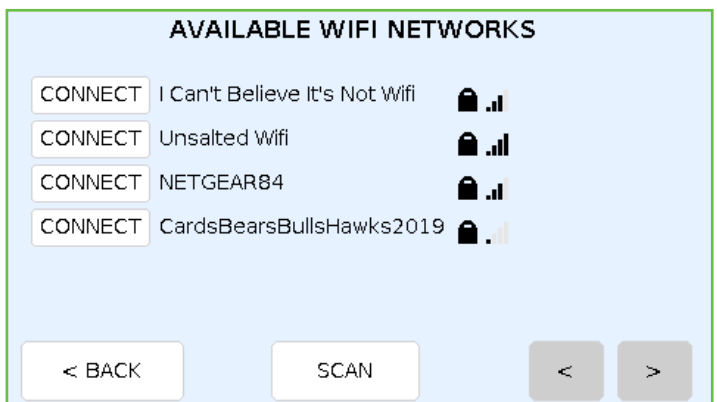 AVAILABLE WIFI NETWORKS
CONNECT I Can't Believe It's Not Wifi
CONNECT Unsalted Wifi
CONNECT NETGEAR84
CONNECT CardsBearsBullsHawks2019
< BACK SCAN < >